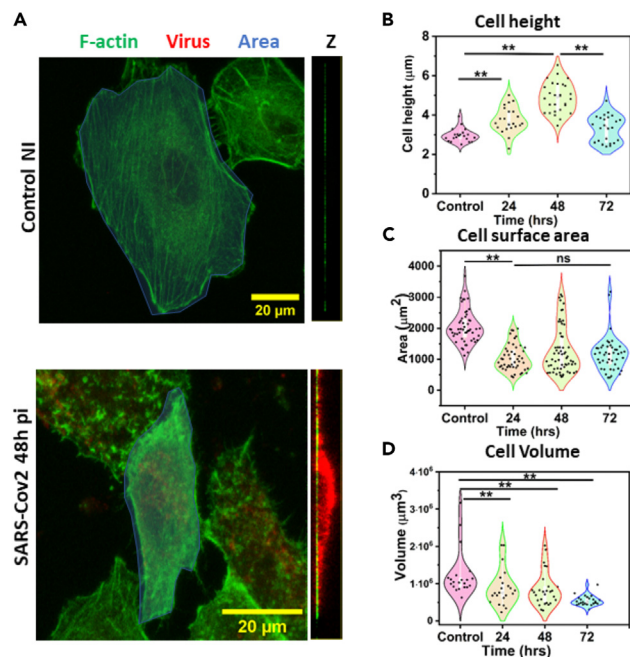 A
F-actin Virus Area Z
Control NI
20 µm
SARS-Cov2 48h pi
20 µm
B
Cell height
Cell height (µm)
8
6
4
2
0
**
**
**
Control 24 48 72
Time (hrs)
C
Cell surface area
Area (µm²)
4000
3000
2000
1000
0
**
ns
Control 24 48 72
Time (hrs)
D
Cell Volume
Volume (µm³)
4·10⁶
3·10⁶
2·10⁶
1·10⁶
0
**
**
**
Control 24 48 72
Time (hrs)